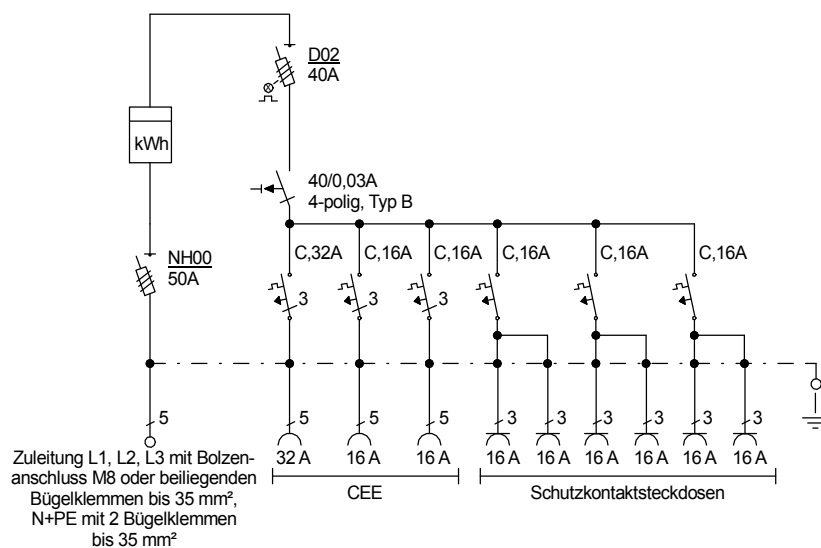 D02
40A
kWh
40/0,03A
4-polig, Typ B
NH00
50A
C,32A
C,16A
C,16A
C,16A
C,16A
C,16A
3
3
3
5
5
5
5
3
3
3
3
3
3
32 A
16 A
16 A
16 A
16 A
16 A
16 A
16 A
16 A
Zuleitung L1, L2, L3 mit Bolzen-
anschluss M8 oder beiliegenden
Bügelklemmen bis 35 mm²,
N+PE mit 2 Bügelklemmen
bis 35 mm²
CEE
Schutzkontaktsteckdosen